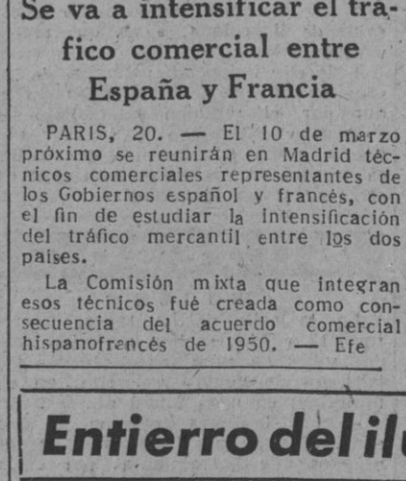 Se va a intensificar el trá-
fico comercial entre
España y Francia
PARIS, 20. — El 10 de marzo
próximo se reunirán en Madrid téc-
nicos comerciales representantes de
los Gobiernos español y francés, con
el fin de estudiar la intensificación
del tráfico mercantil entre los dos
países.
La Comisión mixta que integran
esos técnicos fué creada como con-
secuencia del acuerdo comercial
hispanofrencés de 1950. — Efe
Entierro del